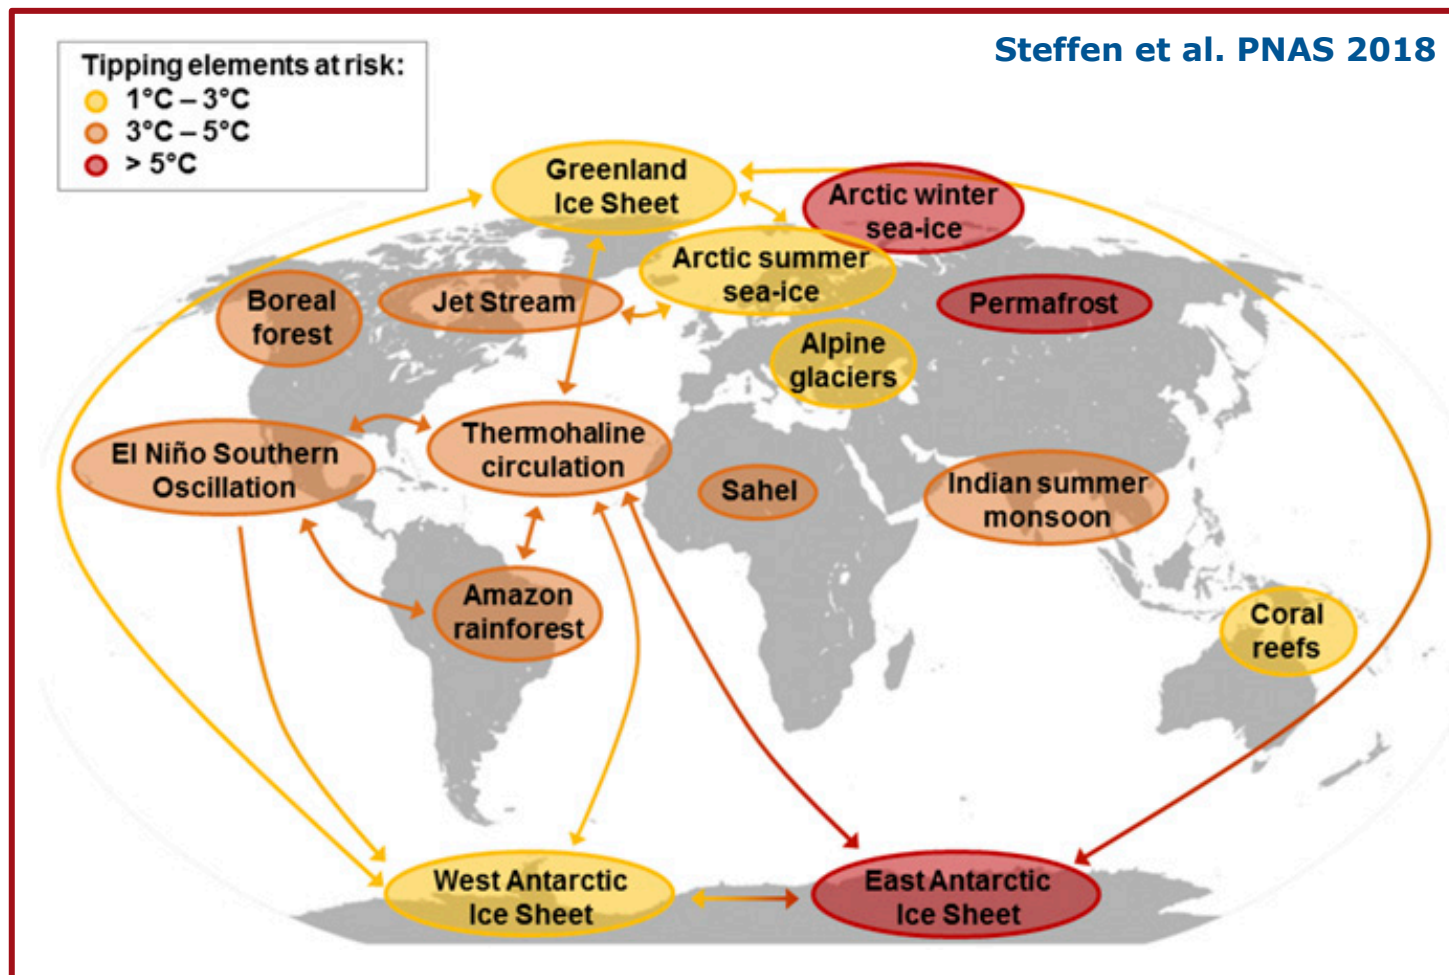 Steffen et al. PNAS 2018
Tipping elements at risk:
1°C – 3°C
3°C – 5°C
> 5°C
Greenland
Ice Sheet
Arctic winter
sea-ice
Arctic summer
sea-ice
Boreal
forest
Jet Stream
Permafrost
Alpine
glaciers
El Niño Southern
Oscillation
Thermohaline
circulation
Sahel
Indian summer
monsoon
Amazon
rainforest
Coral
reefs
West Antarctic
Ice Sheet
East Antarctic
Ice Sheet